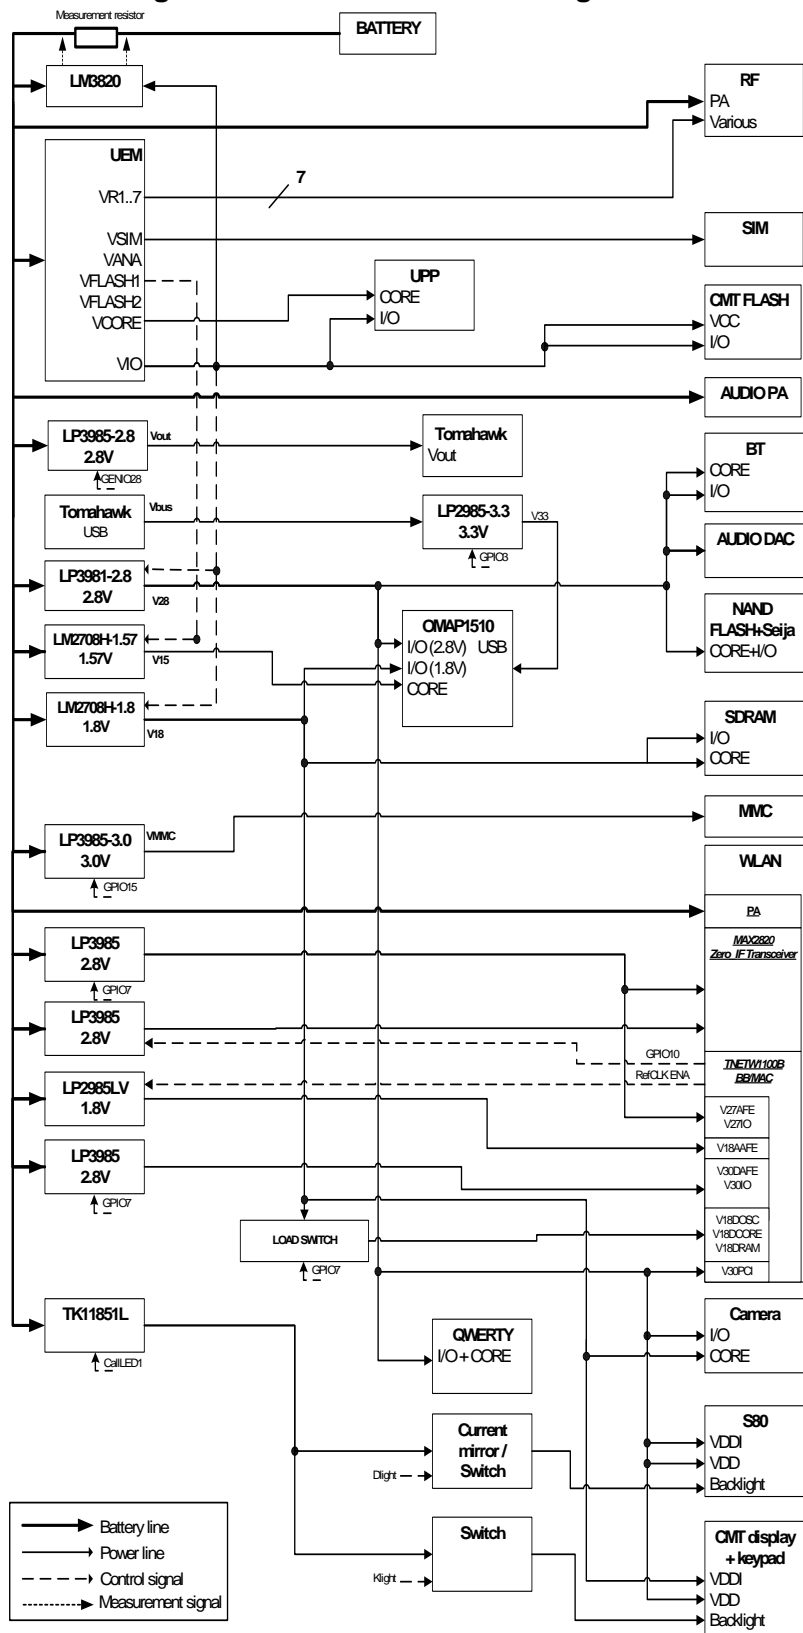 Measurement resistor
BATTERY
LM3820
RF
PA
Various
UEM
VR1..7
7
VSIM
VANA
VFLASH1
VFLASH2
VCORE
VIO
SIM
UPP
CORE
I/O
CMT FLASH
VCC
I/O
AUDIO PA
LP3985-2.8
2.8V
Vout
GENIO28
Tomahawk
Vout
BT
CORE
I/O
Tomahawk
USB
Vbus
LP2985-3.3
3.3V
V33
GPIO3
AUDIO DAC
LP3981-2.8
2.8V
V28
NAND
FLASH+Seija
CORE+I/O
LM2708H-1.57
1.57V
V15
OMAP1510
I/O (2.8V) USB
I/O (1.8V)
CORE
LM2708H-1.8
1.8V
V18
SDRAM
I/O
CORE
LP3985-3.0
3.0V
VMMC
GPIO15
MMC
WLAN
PA
MAX2820
Zero_IF Transceiver
LP3985
2.8V
GPIO7
LP3985
2.8V
GPIO10
RefCLK ENA
TNETW1100B
BB/MAC
LP2985LV
1.8V
V27AFE
V27IO
V18AAFE
LP3985
2.8V
GPIO7
V30DAFE
V30IO
LOAD SWITCH
GPIO7
V18DOSC
V18DCORE
V18DRAM
V30PCI
TK11851L
CallLED1
QWERTY
I/O + CORE
Camera
I/O
CORE
Current
mirror /
Switch
Dlight
S80
VDDI
VDD
Backlight
Switch
Klight
CMT display
+ keypad
VDDI
VDD
Backlight
Battery line
Power line
Control signal
Measurement signal